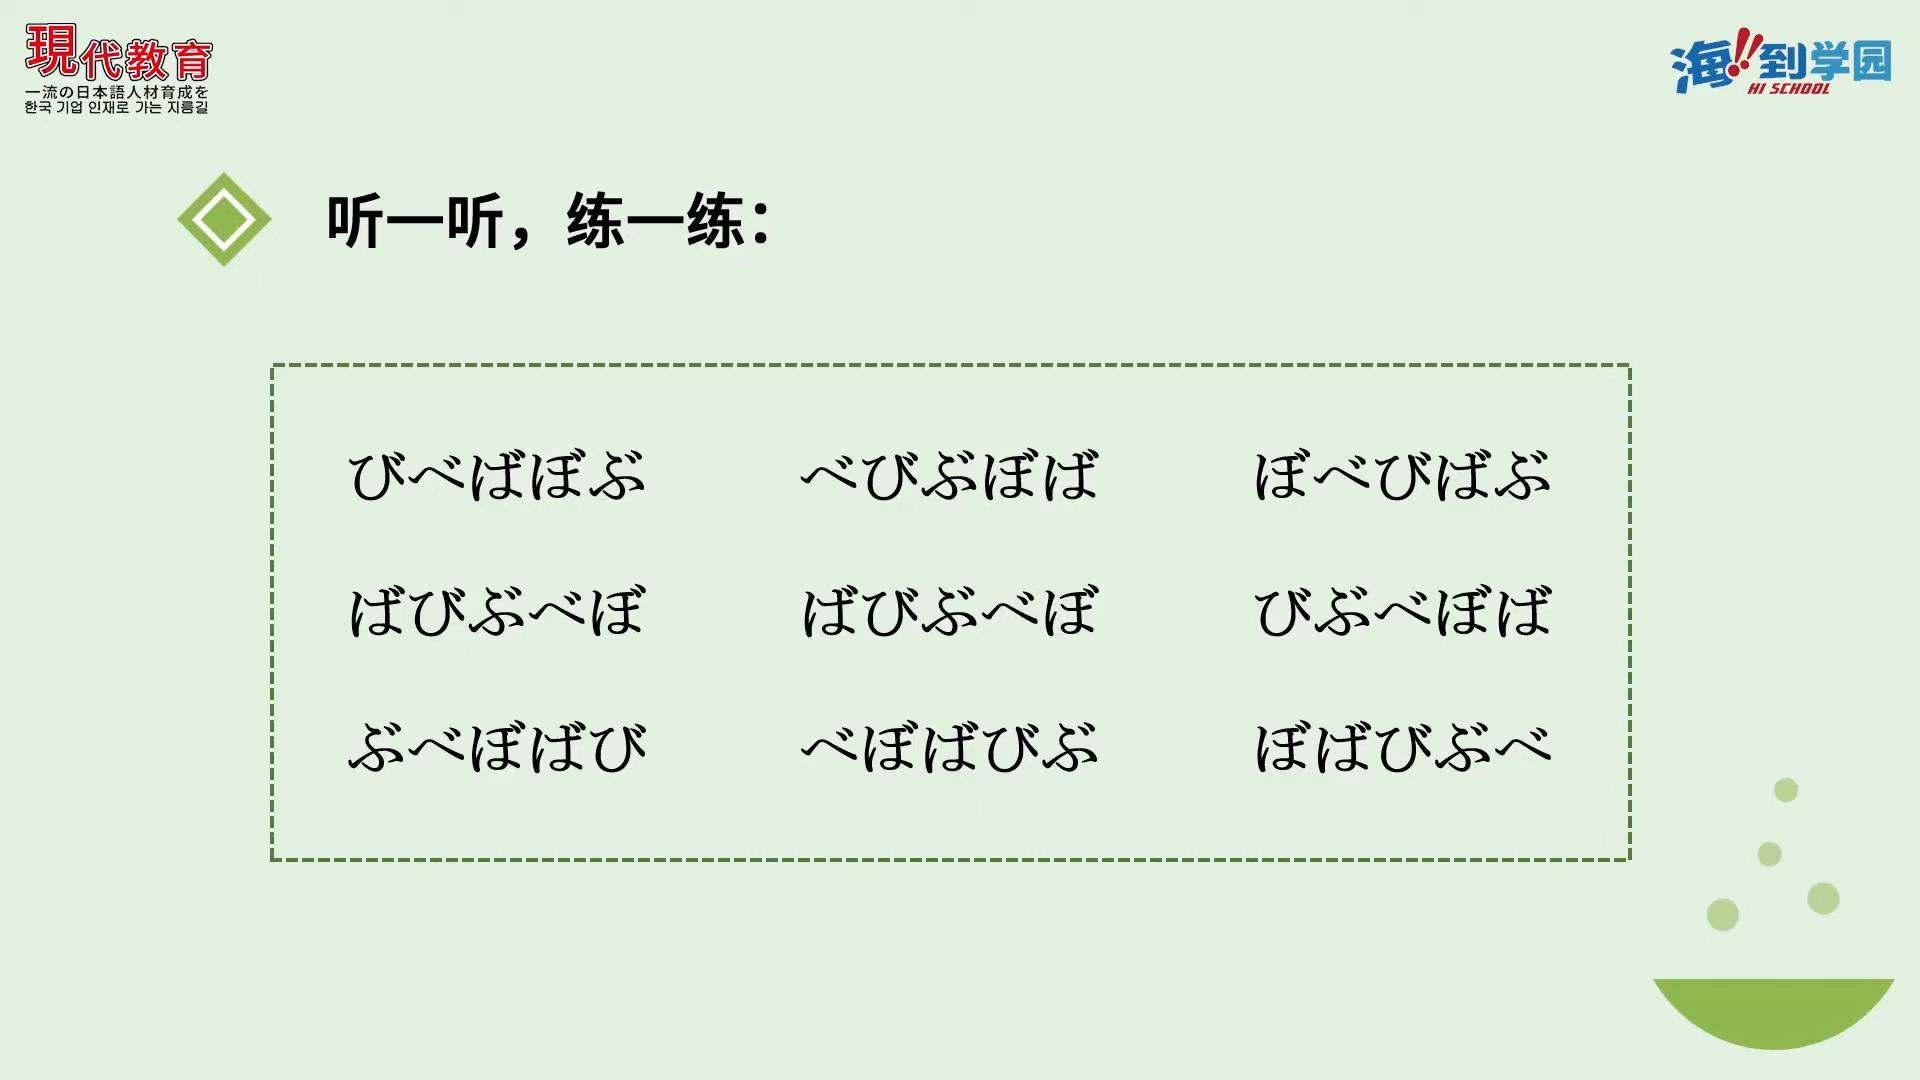 現代教育
一流の日本語人材育成を
한국 기업 인재로 가는 지름길
海!!到学园
HI SCHOOL
听一听，练一练：
びべばぼぶ べびぶぼば ぼべびばぶ
ばびぶべぼ ばびぶべぼ びぶべぼば
ぶべぼばび べぼばびぶ ぼばびぶべ